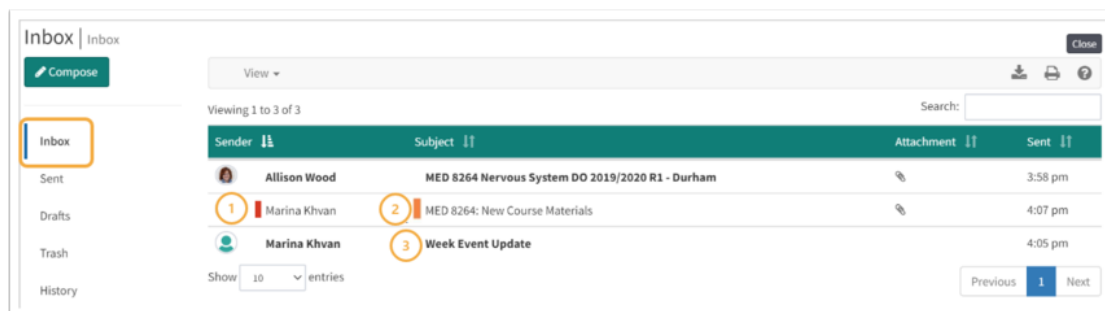 Inbox | Inbox
Close
Compose
View
Viewing 1 to 3 of 3
Search:
Inbox
Sender Subject Attachment Sent
Allison Wood MED 8264 Nervous System DO 2019/2020 R1 - Durham 3:58 pm
Sent
1 Marina Khvan 2 MED 8264: New Course Materials 4:07 pm
Drafts
Marina Khvan 3 Week Event Update 4:05 pm
Trash
Show 10 entries
Previous 1 Next
History